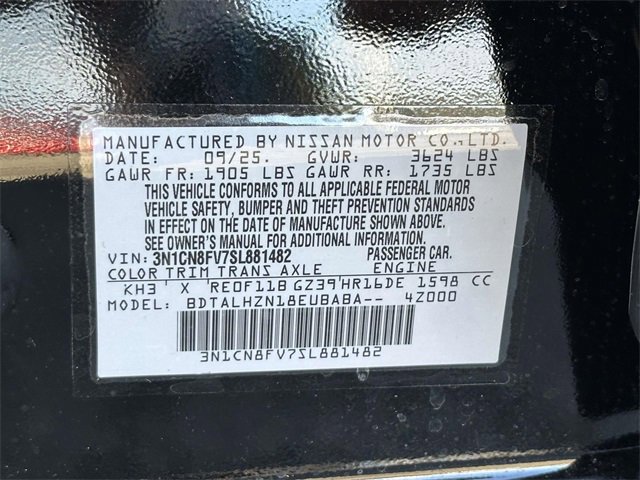 MANUFACTURED BY NISSAN MOTOR CO., LTD.
DATE: 09/25. GVWR: 3624 LBS
GAWR FR: 1905 LBS GAWR RR: 1735 LBS
THIS VEHICLE CONFORMS TO ALL APPLICABLE FEDERAL MOTOR
VEHICLE SAFETY, BUMPER AND THEFT PREVENTION STANDARDS
IN EFFECT ON THE DATE OF MANUFACTURE SHOWN ABOVE.
SEE OWNER'S MANUAL FOR ADDITIONAL INFORMATION.
VIN: 3N1CN8FV7SL881482 PASSENGER CAR.
COLOR TRIM TRANS AXLE ENGINE
KH3' X 'RE0F11B GZ39'HR16DE 1598 CC
MODEL: BDTALHZN18EUBABA-- 4Z000
3N1CN8FV7SL881482